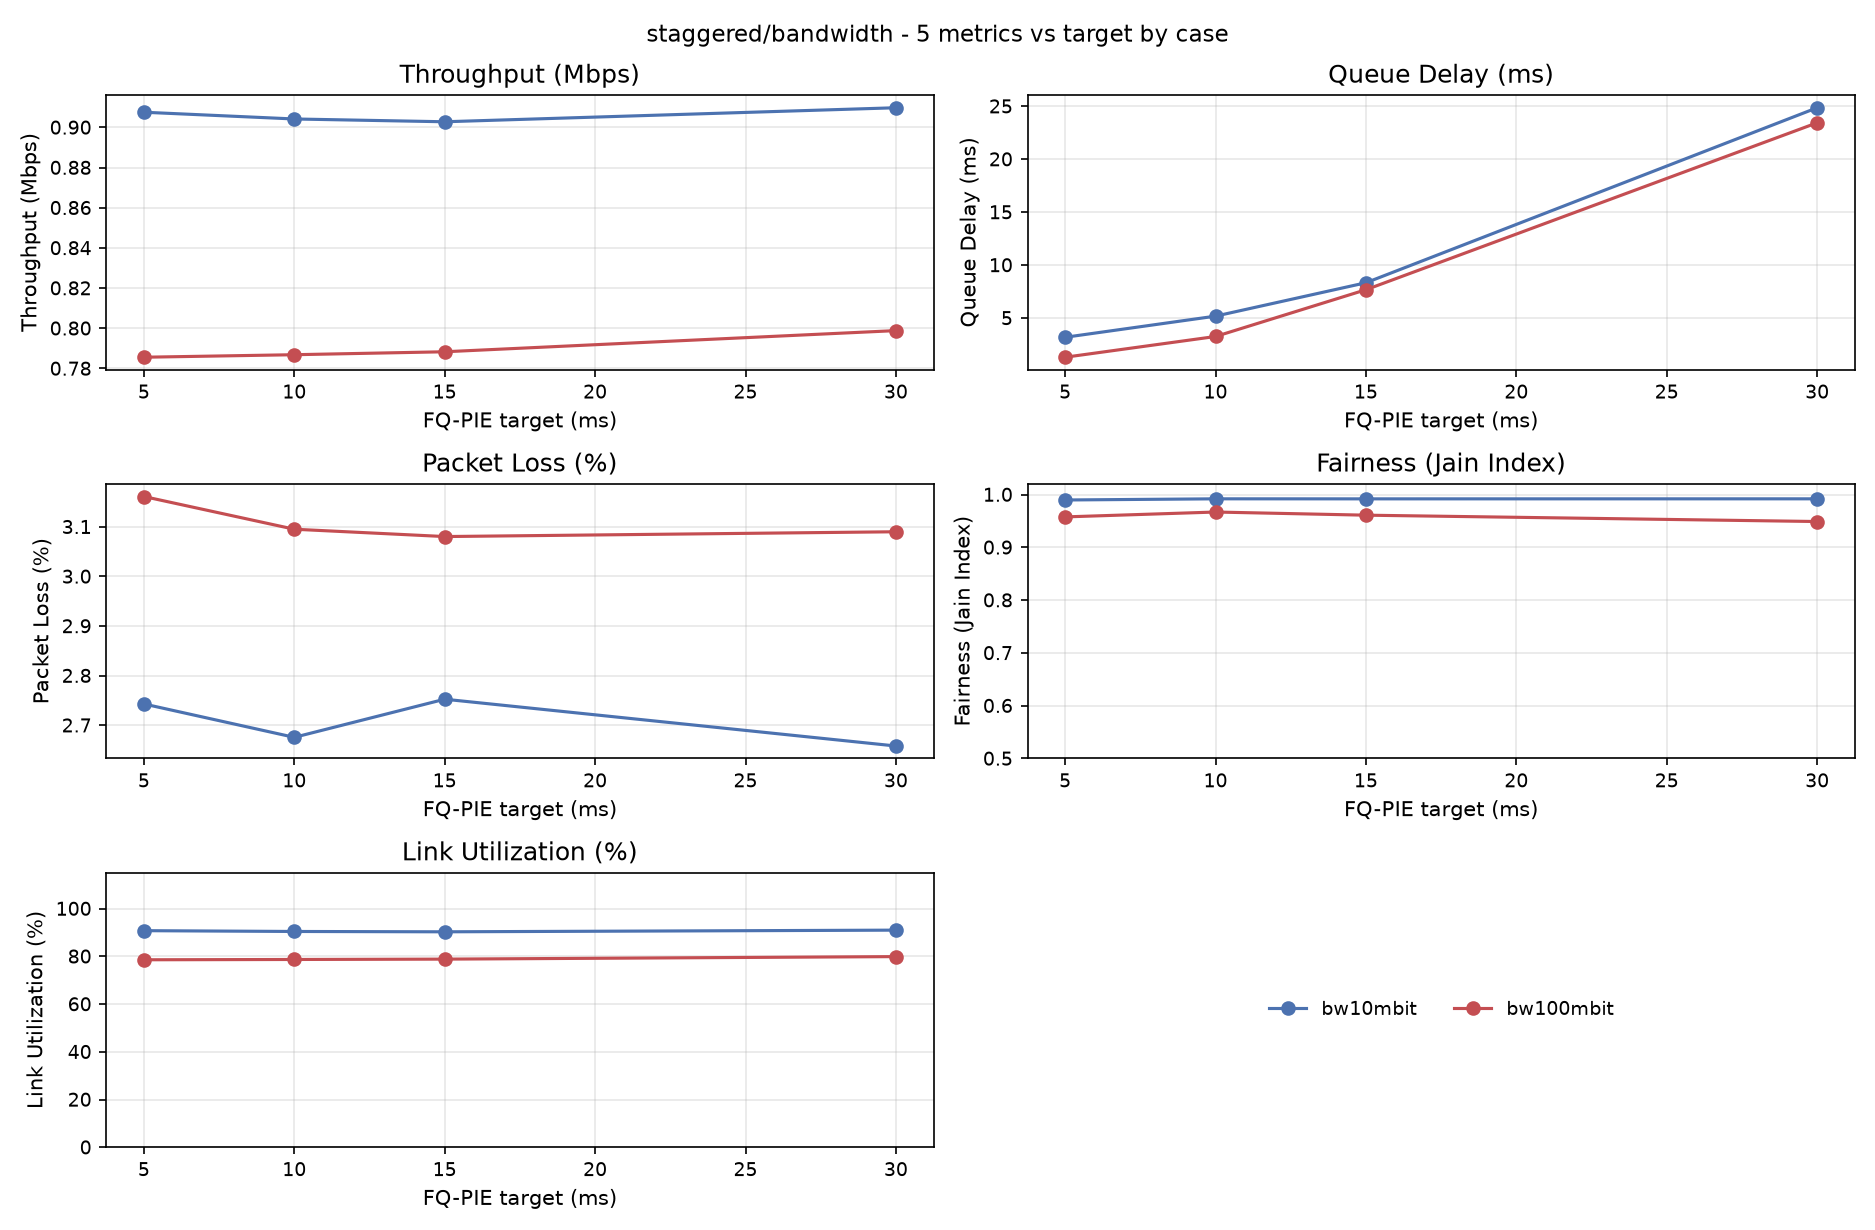 staggered/bandwidth - 5 metrics vs target by case
Throughput (Mbps)
Throughput (Mbps)
0.90
0.88
0.86
0.84
0.82
0.80
0.78
5 10 15 20 25 30
FQ-PIE target (ms)
Queue Delay (ms)
Queue Delay (ms)
25
20
15
10
5
5 10 15 20 25 30
FQ-PIE target (ms)
Packet Loss (%)
Packet Loss (%)
3.1
3.0
2.9
2.8
2.7
5 10 15 20 25 30
FQ-PIE target (ms)
Fairness (Jain Index)
Fairness (Jain Index)
1.0
0.9
0.8
0.7
0.6
0.5
5 10 15 20 25 30
FQ-PIE target (ms)
Link Utilization (%)
Link Utilization (%)
100
80
60
40
20
0
5 10 15 20 25 30
FQ-PIE target (ms)
bw10mbit bw100mbit